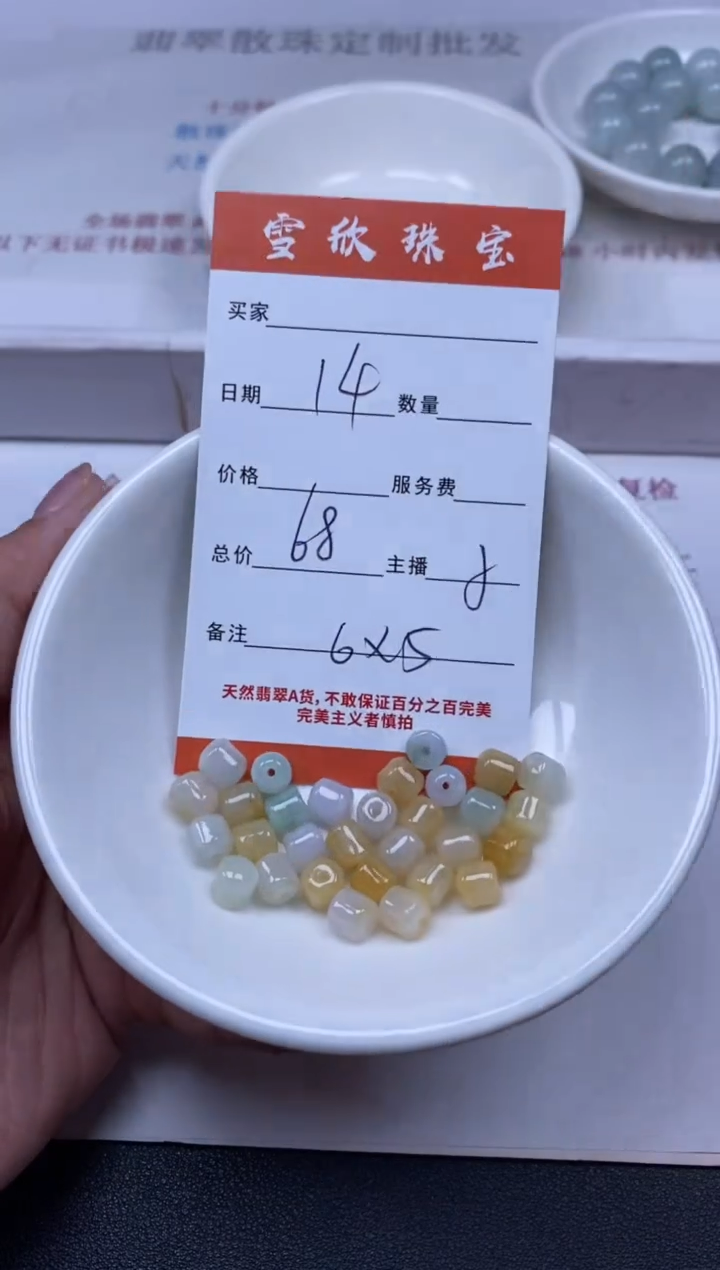 翡翠散珠定制批发
雪欣珠宝
买家
日期 14 数量
价格 服务费
总价 68 主播
备注 6×15
天然翡翠A货，不敢保证百分之百完美
完美主义者慎拍
复检